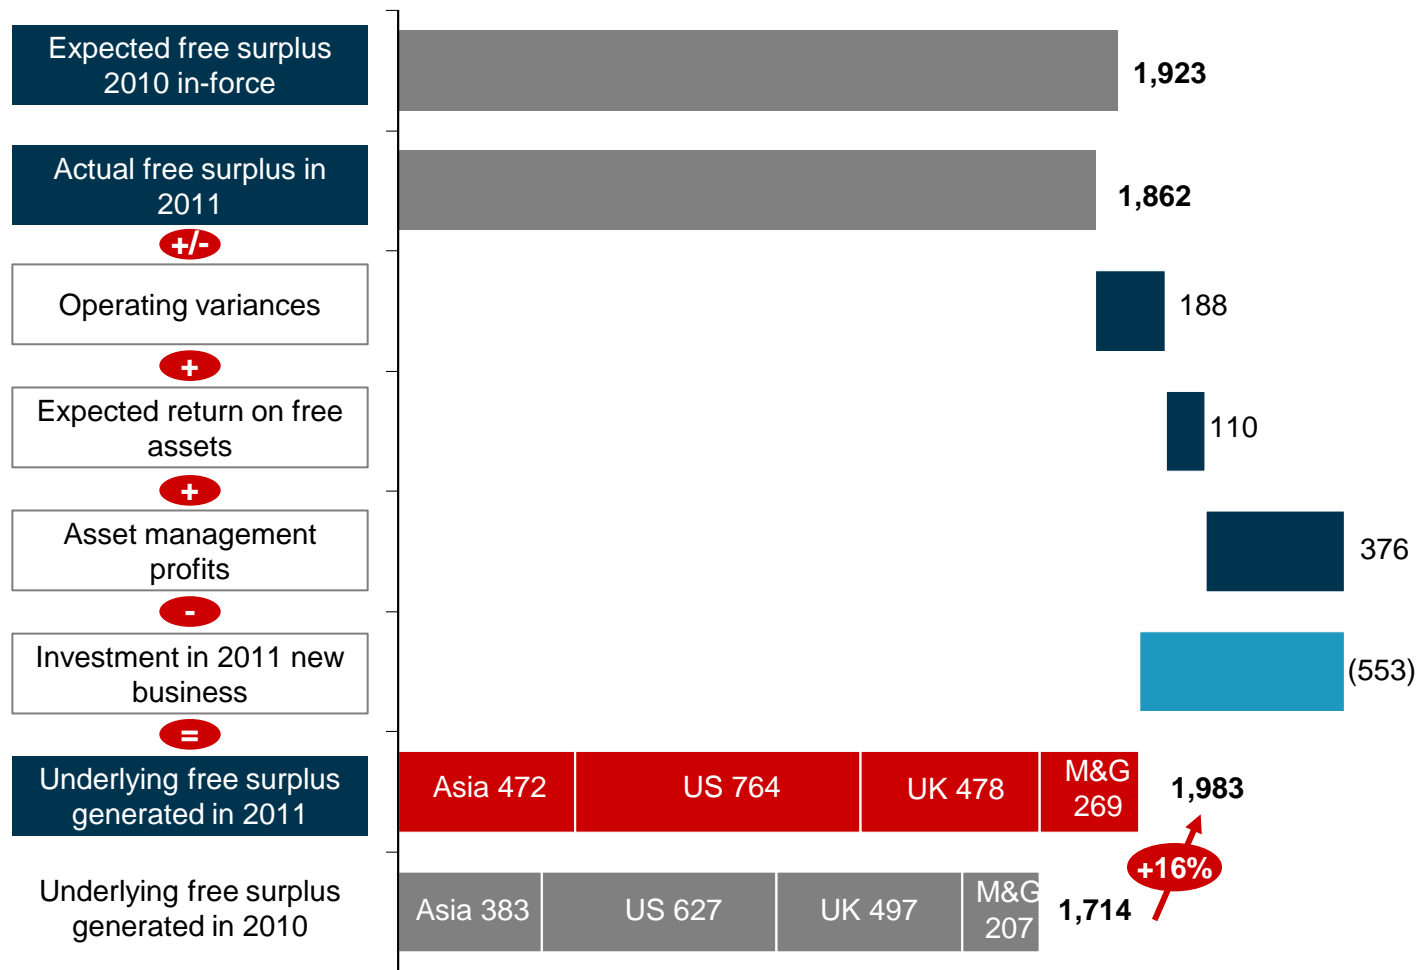 Expected free surplus
2010 in-force
1,923
Actual free surplus in
2011
1,862
+/-
Operating variances
188
+
Expected return on free
assets
110
+
Asset management
profits
376
-
Investment in 2011 new
business
(553)
=
Underlying free surplus
generated in 2011
Asia 472
US 764
UK 478
M&G
269
1,983
+16%
Underlying free surplus
generated in 2010
Asia 383
US 627
UK 497
M&G
207
1,714